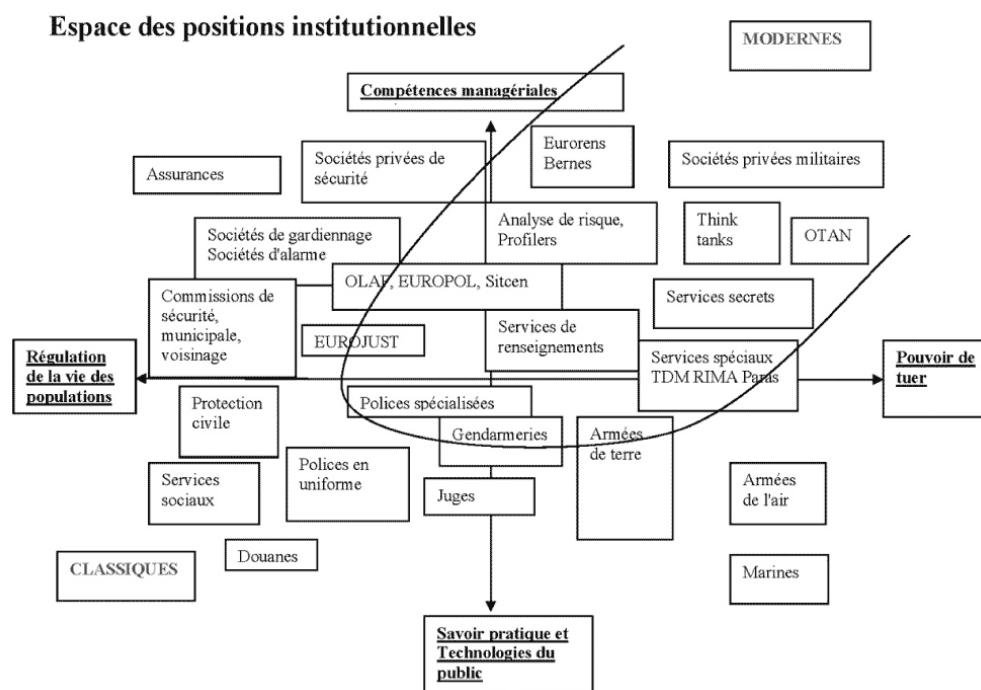 Espace des positions institutionnelles
MODERNES
Compétences managériales
Eurorens
Bernes
Sociétés privées de
sécurité
Sociétés privées militaires
Assurances
Analyse de risque,
Profilers
Think
tanks
OTAN
Sociétés de gardiennage
Sociétés d'alarme
OLAF, EUROPOL, Sitcen
Services secrets
Commissions de
sécurité,
municipale,
voisinage
EUROJUST
Services de
renseignements
Régulation
de la vie des
populations
Services spéciaux
TDM RIMA Paras
Pouvoir de
tuer
Protection
civile
Polices spécialisées
Gendarmeries
Armées
de terre
Services
sociaux
Polices en
uniforme
Juges
Armées
de l'air
Douanes
CLASSIQUES
Marines
Savoir pratique et
Technologies du
public